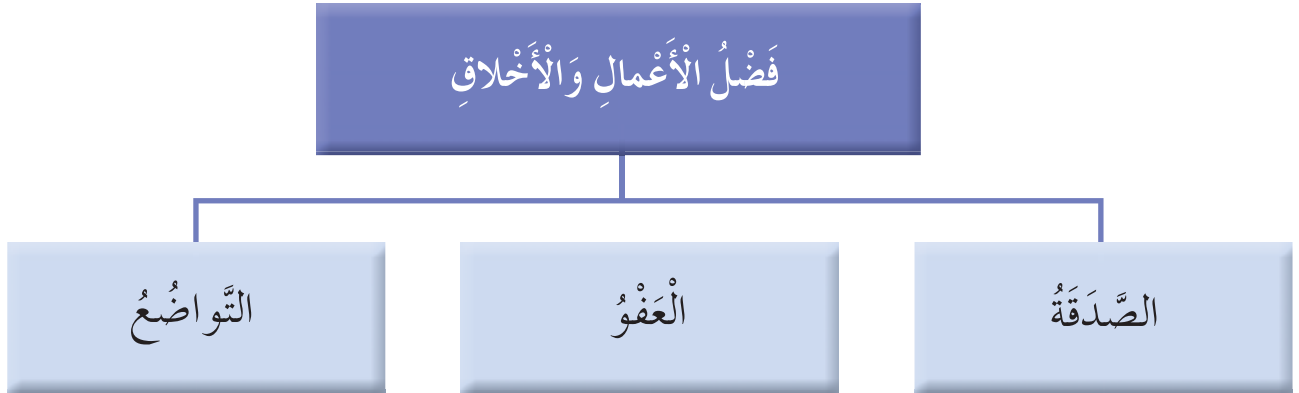 فَضْلُ الْأَعْمالِ وَالْأَخْلاقِ
الصَّدَقَةُ
الْعَفْوُ
التَّواضُعُ